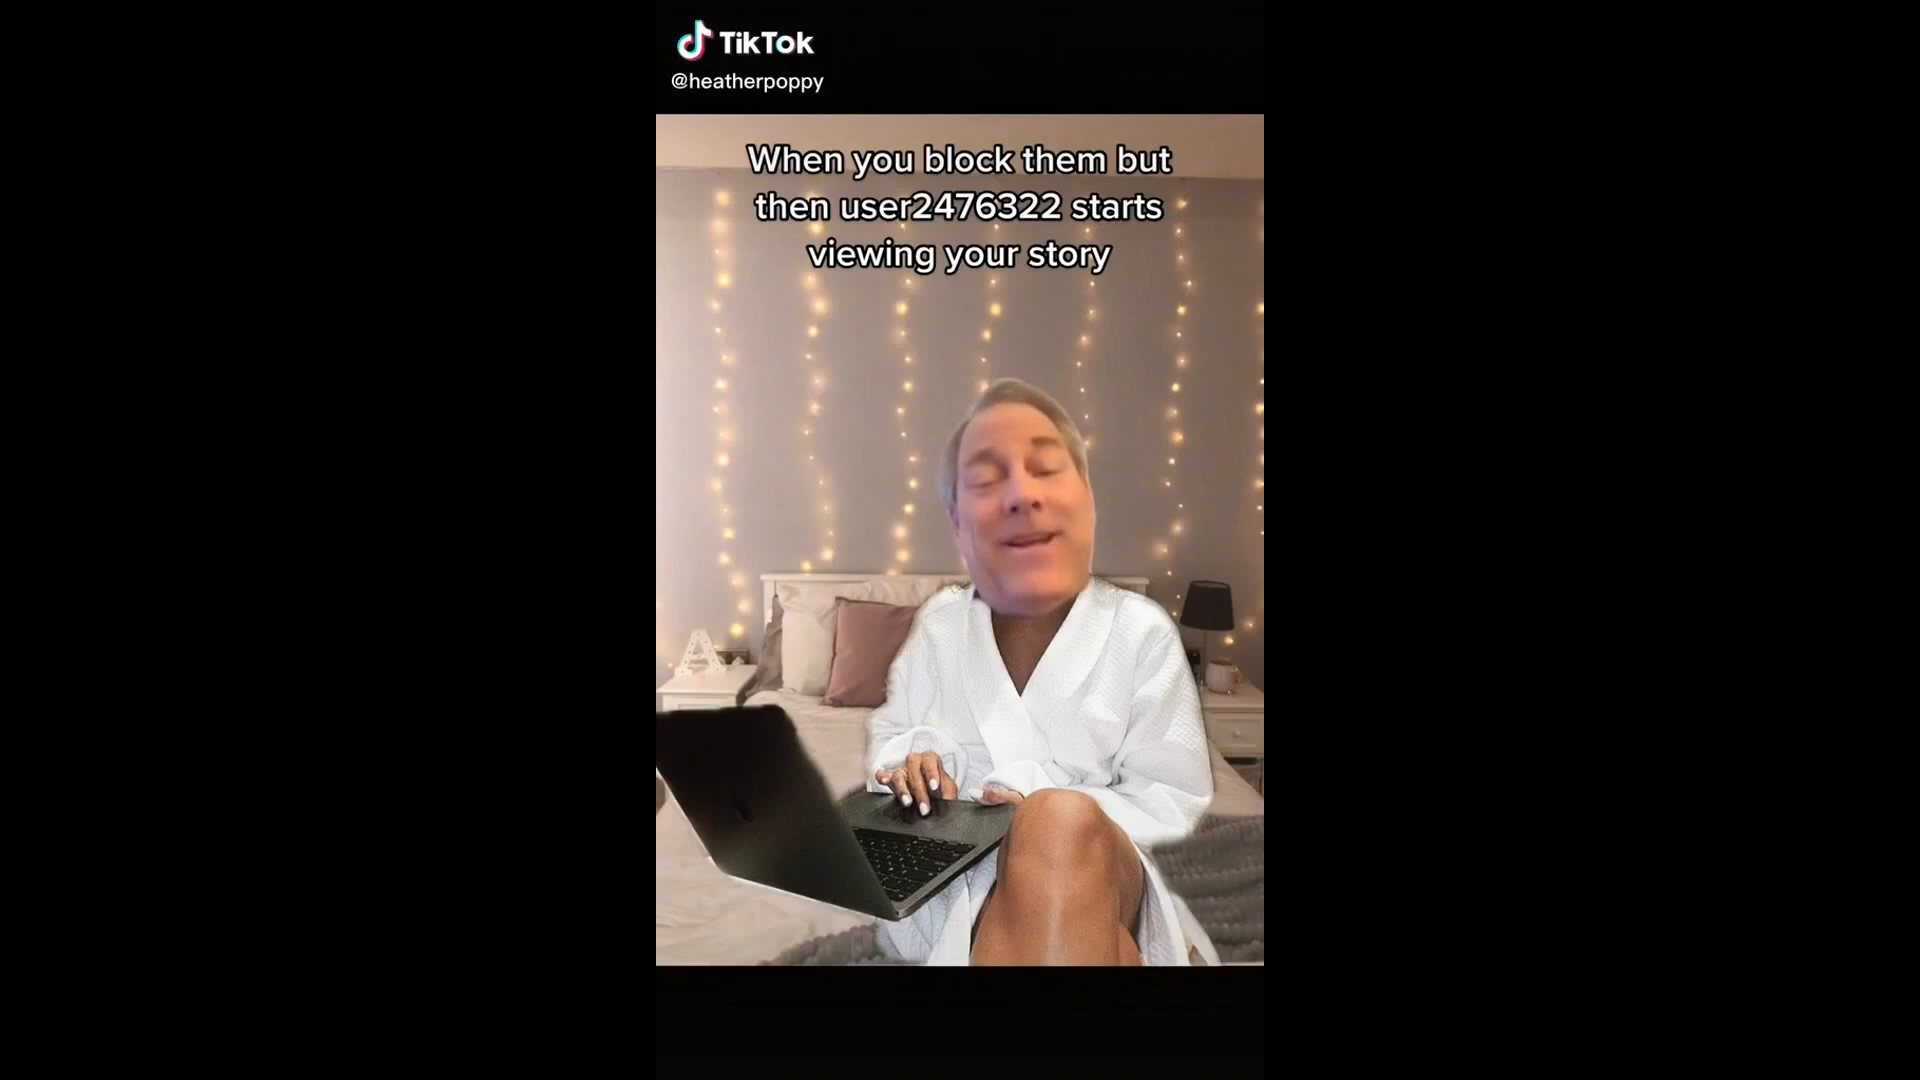 TikTok
@heatherpoppy
When you block them but
then user2476322 starts
viewing your story
A